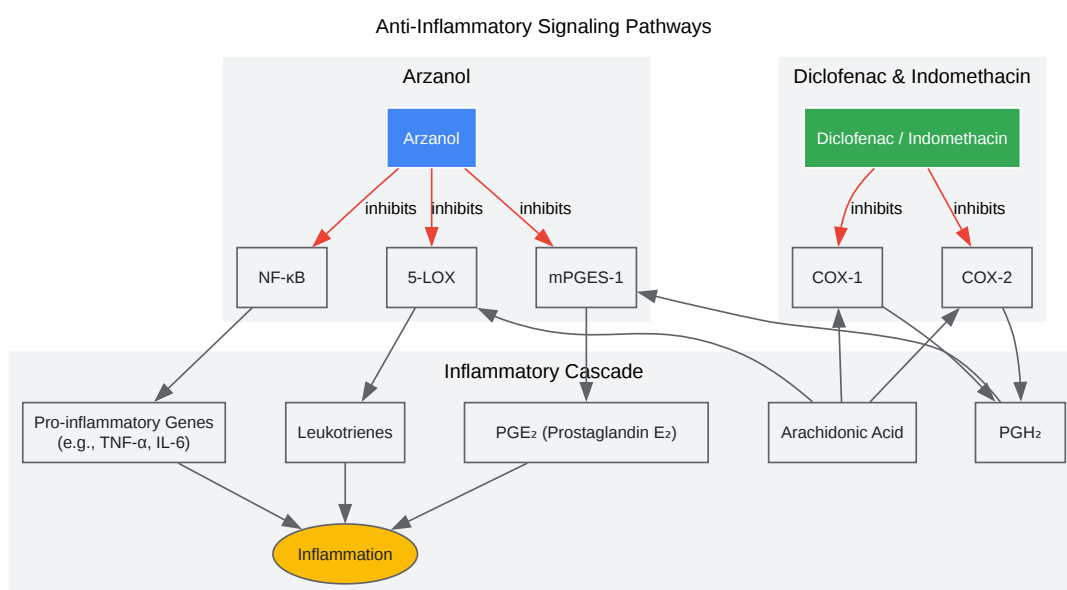 Anti-Inflammatory Signaling Pathways
Arzanol
Diclofenac & Indomethacin
Arzanol
Diclofenac / Indomethacin
inhibits
inhibits
inhibits
inhibits
inhibits
NF-κB
5-LOX
mPGES-1
COX-1
COX-2
Inflammatory Cascade
Pro-inflammatory Genes
(e.g., TNF-α, IL-6)
Leukotrienes
PGE₂ (Prostaglandin E₂)
Arachidonic Acid
PGH₂
Inflammation